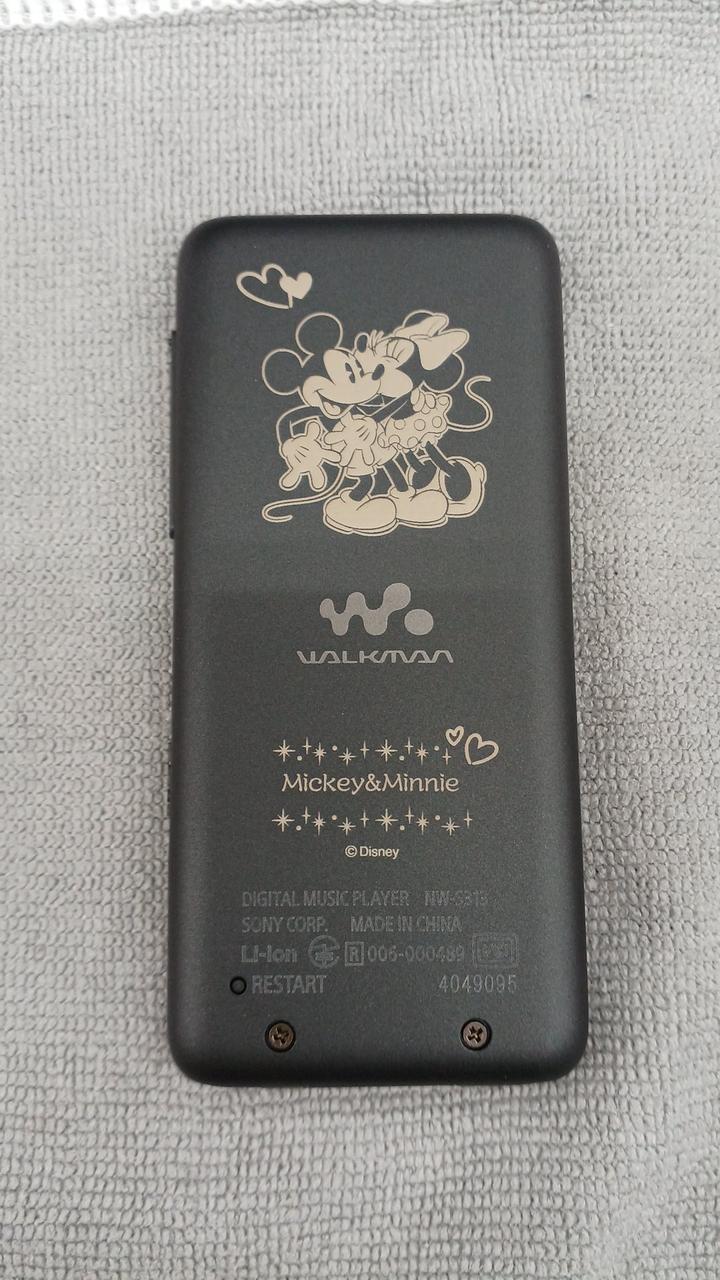 WALKMAN
Mickey&Minnie
©Disney
DIGITAL MUSIC PLAYER NW-S313
SONY CORP. MADE IN CHINA
Li-ion R 006-000489
RESTART 4049095